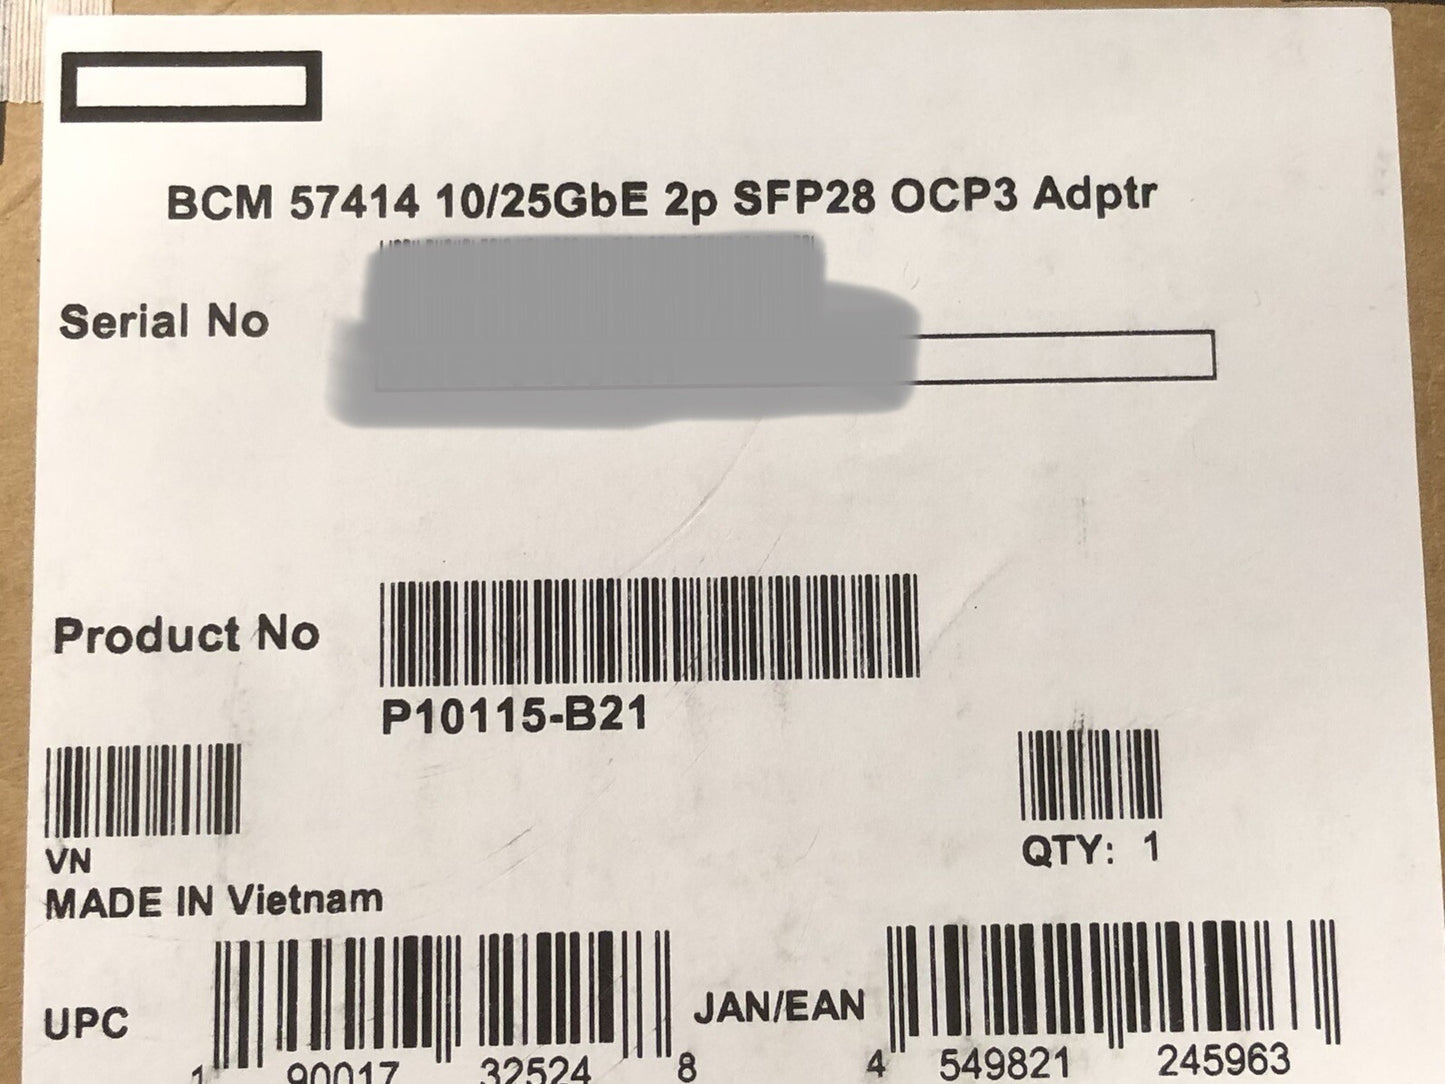 BCM 57414 10/25GbE 2p SFP28 OCP3 Adptr
Serial No
Product No
P10115-B21
VN
QTY: 1
MADE IN Vietnam
UPC
1 90017 32524 8
JAN/EAN
4 549821 245963